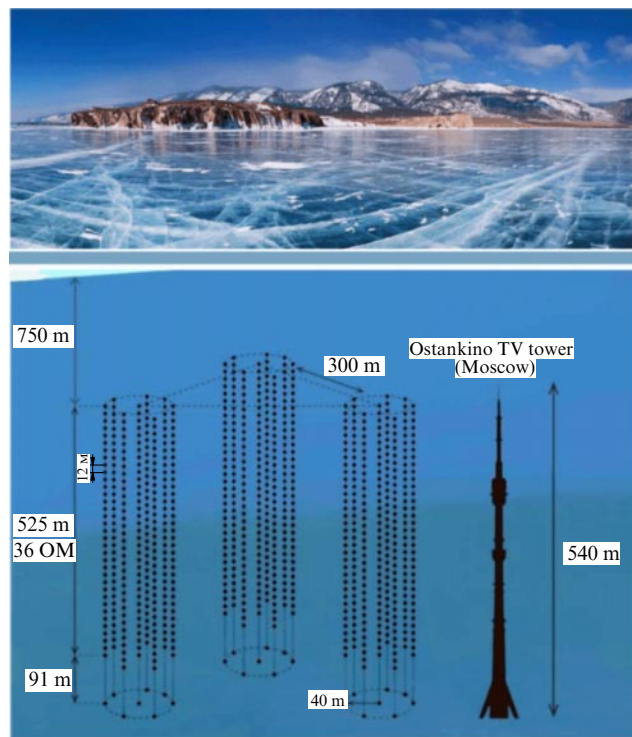 750 m
300 m
Ostankino TV tower
(Moscow)
12 м
525 m
36 OM
540 m
91 m
40 m